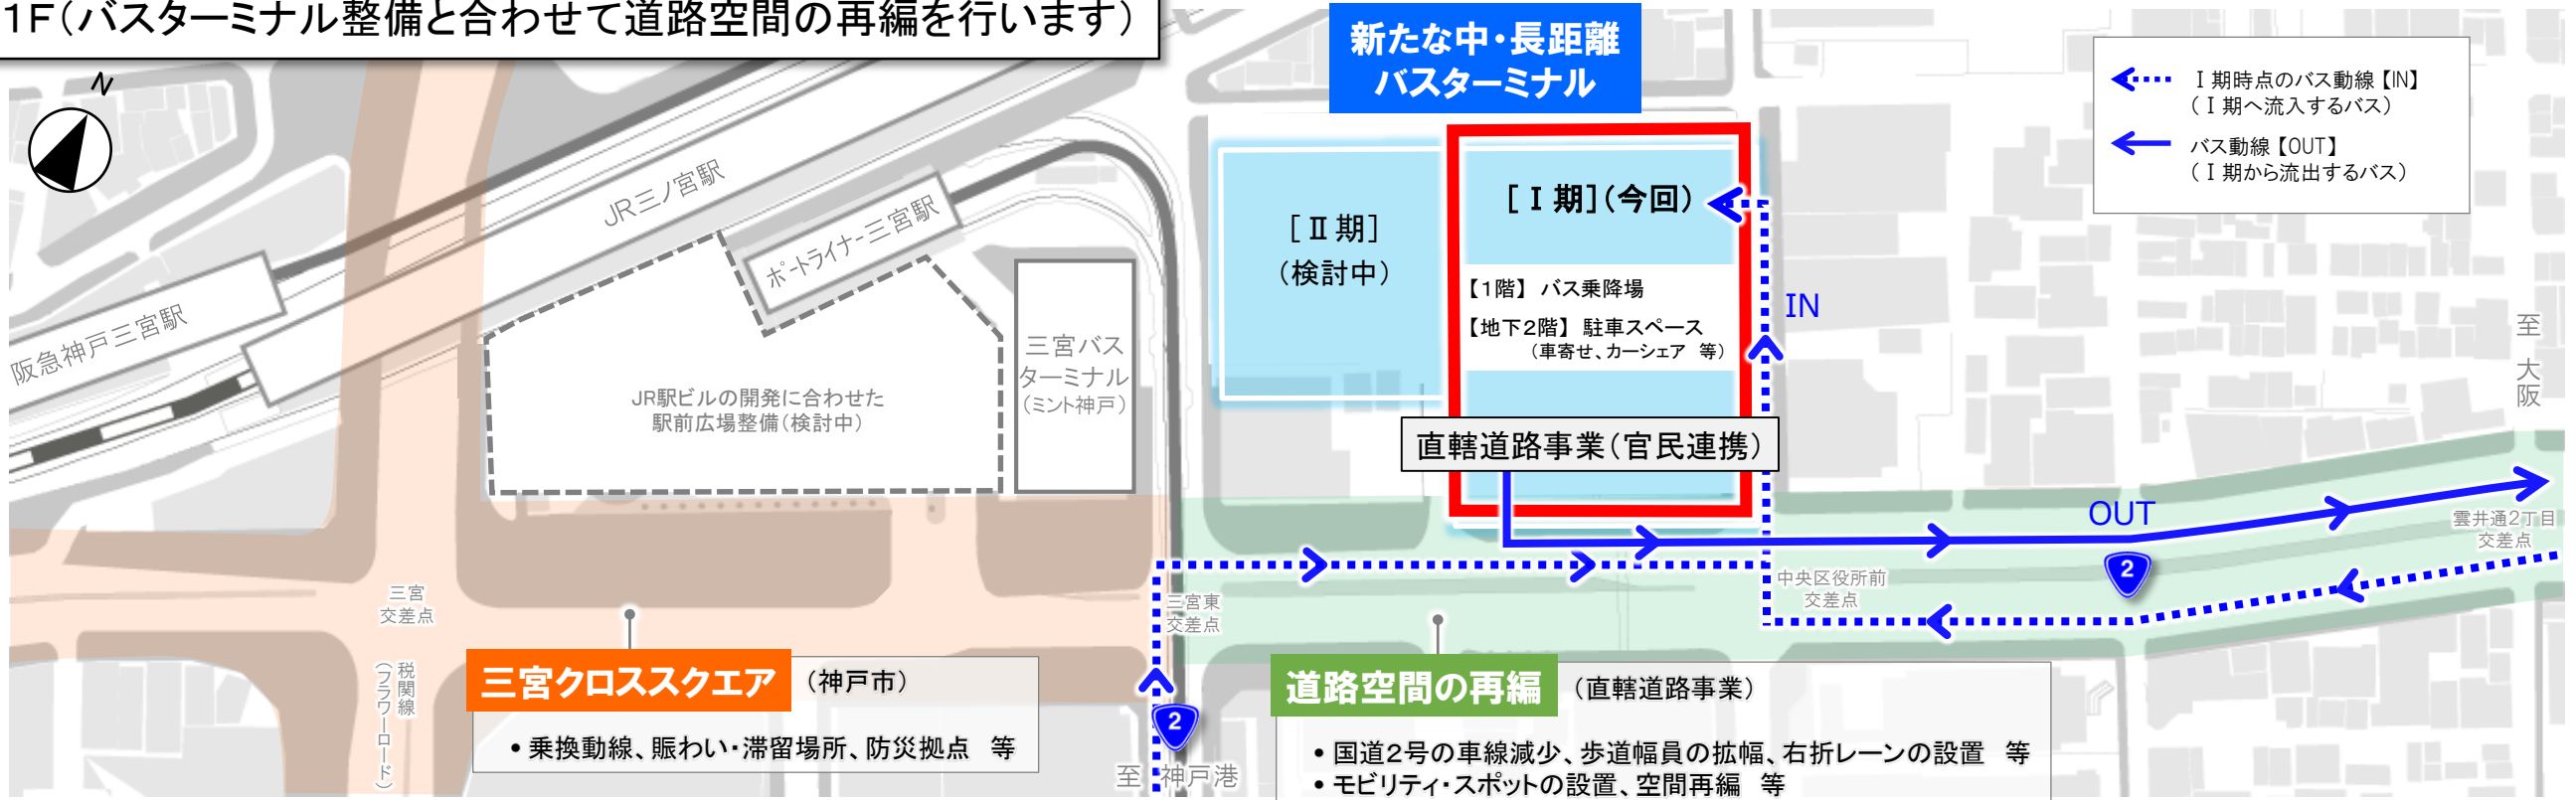 1F(バスターミナル整備と合わせて道路空間の再編を行います)
新たな中・長距離
バスターミナル
N
Ⅰ期時点のバス動線【IN】
(Ⅰ期へ流入するバス)
バス動線【OUT】
(Ⅰ期から流出するバス)
JR三ノ宮駅
ポートライナー三宮駅
阪急神戸三宮駅
[Ⅱ期]
(検討中)
[Ⅰ期](今回)
【1階】 バス乗降場
【地下2階】 駐車スペース
(車寄せ、カーシェア 等)
IN
三宮バス
ターミナル
(ミント神戸)
JR駅ビルの開発に合わせた
駅前広場整備(検討中)
至 大阪
直轄道路事業(官民連携)
OUT
雲井通2丁目
交差点
2
中央区役所前
交差点
三宮
交差点
三宮東
交差点
税関線
(フラワーロード)
三宮クロススクエア (神戸市)
• 乗換動線、賑わい・滞留場所、防災拠点 等
2
至 神戸港
道路空間の再編 (直轄道路事業)
• 国道2号の車線減少、歩道幅員の拡幅、右折レーンの設置 等
• モビリティ・スポットの設置、空間再編 等